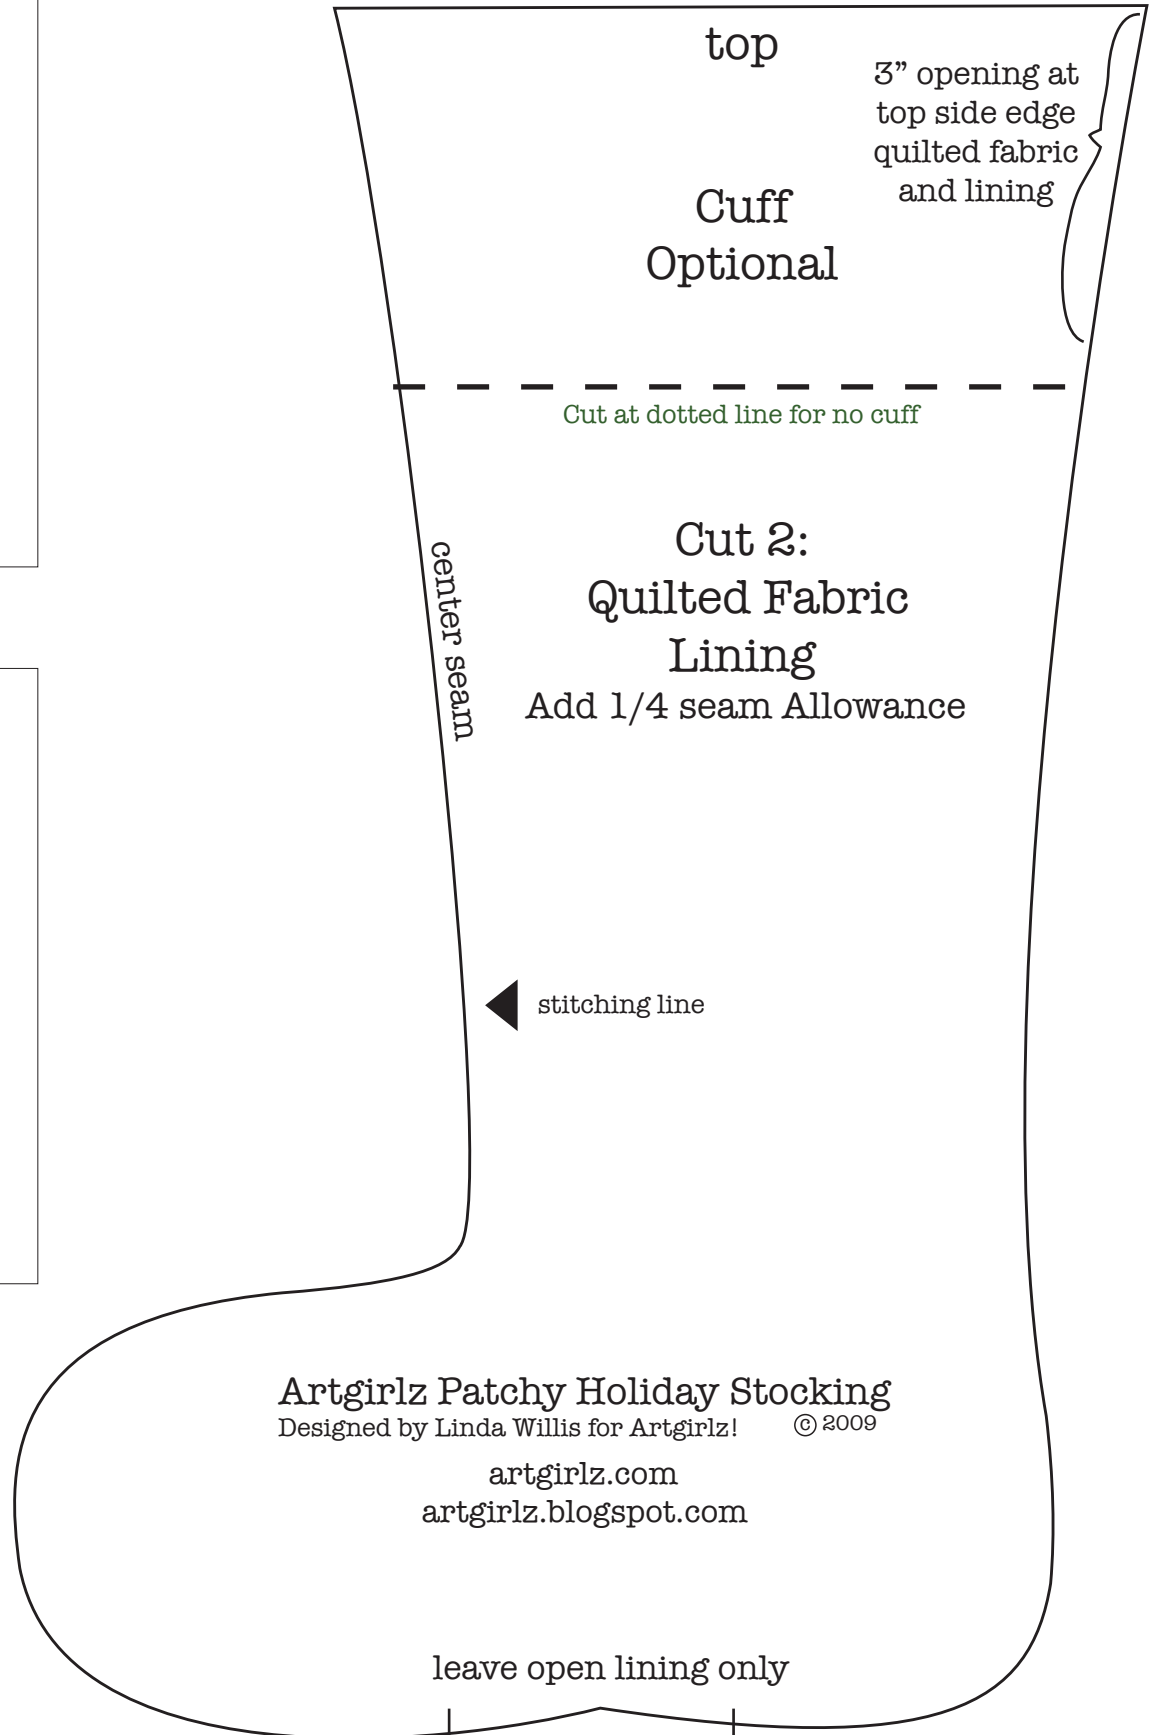 top
3” opening at
top side edge
quilted fabric
and lining
Cuff
Optional
Cut at dotted line for no cuff
center seam
Cut 2:
Quilted Fabric
Lining
Add 1/4 seam Allowance
stitching line
Artgirlz Patchy Holiday Stocking
Designed by Linda Willis for Artgirlz! © 2009
artgirlz.com
artgirlz.blogspot.com
leave open lining only